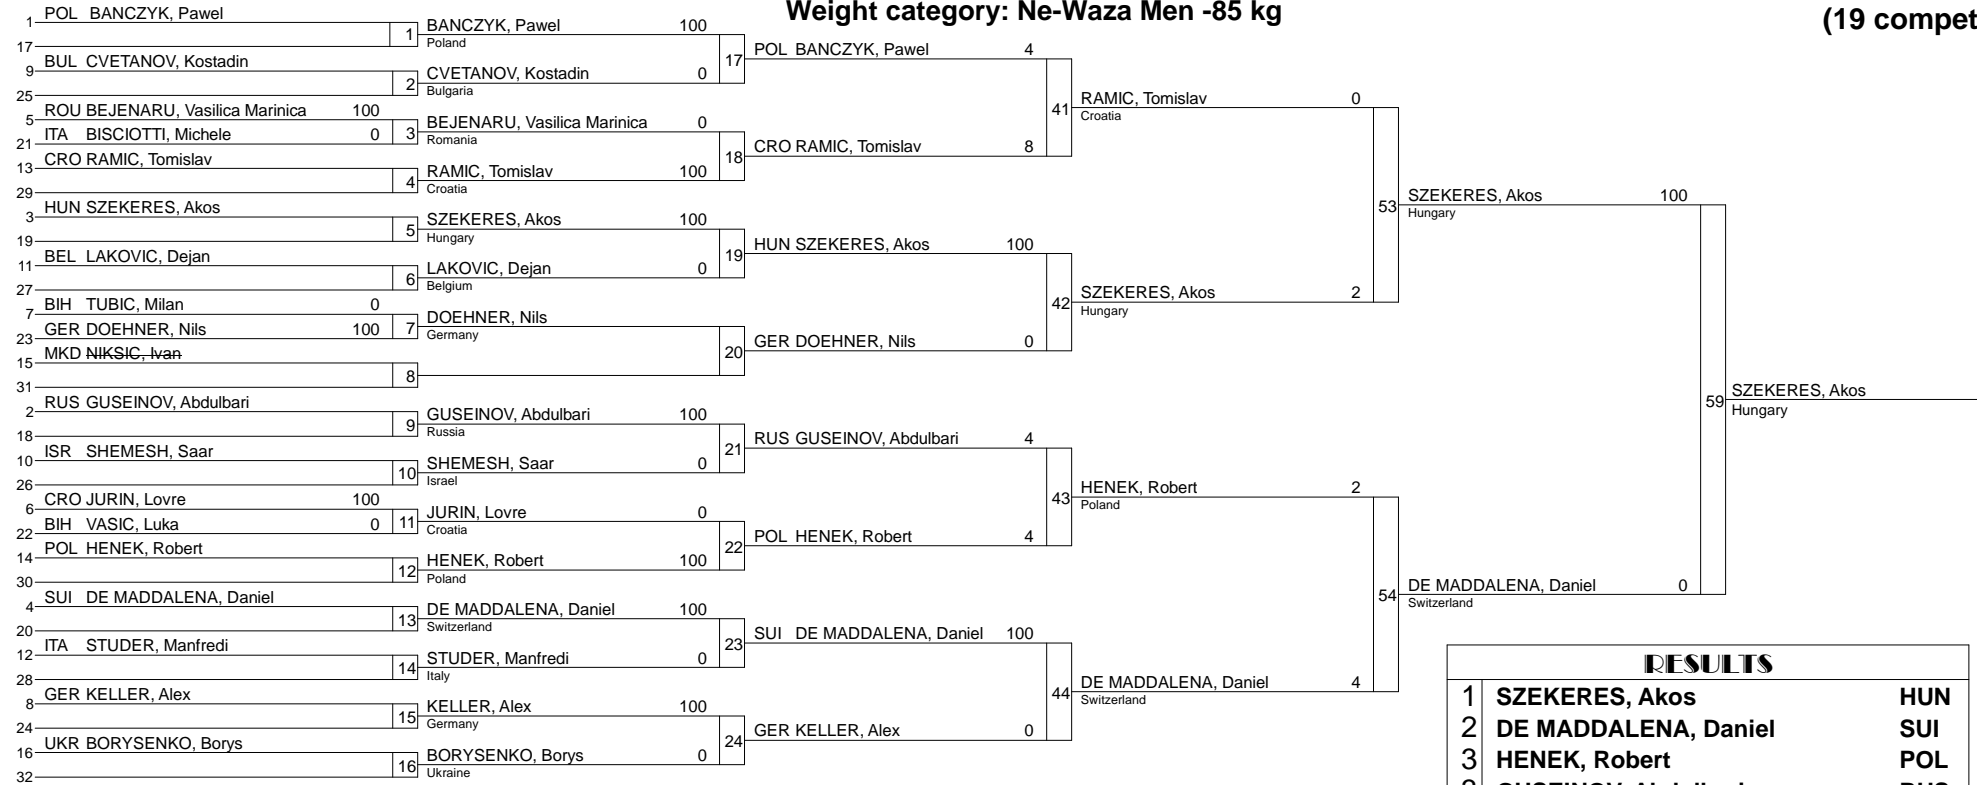 Weight category: Ne-Waza Men -85 kg
(19 compet
1 POL BANCZYK, Pawel
17
9 BUL CVETANOV, Kostadin
25
5 ROU BEJENARU, Vasilica Marinica 100
21 ITA BISCIOTTI, Michele 0
13 CRO RAMIC, Tomislav
29
3 HUN SZEKERES, Akos
19
11 BEL LAKOVIC, Dejan
27
7 BIH TUBIC, Milan 0
23 GER DOEHNER, Nils 100
15 MKD NIKSIC, Ivan
31
2 RUS GUSEINOV, Abdulbari
18
10 ISR SHEMESH, Saar
26
6 CRO JURIN, Lovre 100
22 BIH VASIC, Luka 0
14 POL HENEK, Robert
30
4 SUI DE MADDALENA, Daniel
20
12 ITA STUDER, Manfredi
28
8 GER KELLER, Alex
24
16 UKR BORYSENKO, Borys
32
1 BANCZYK, Pawel 100
Poland
2 CVETANOV, Kostadin 0
Bulgaria
3 BEJENARU, Vasilica Marinica 0
Romania
4 RAMIC, Tomislav 100
Croatia
5 SZEKERES, Akos 100
Hungary
6 LAKOVIC, Dejan 0
Belgium
7 DOEHNER, Nils
Germany
8
9 GUSEINOV, Abdulbari 100
Russia
10 SHEMESH, Saar 0
Israel
11 JURIN, Lovre 0
Croatia
12 HENEK, Robert 100
Poland
13 DE MADDALENA, Daniel 100
Switzerland
14 STUDER, Manfredi 0
Italy
15 KELLER, Alex 100
Germany
16 BORYSENKO, Borys 0
Ukraine
17 POL BANCZYK, Pawel 4
18 CRO RAMIC, Tomislav 8
19 HUN SZEKERES, Akos 100
20 GER DOEHNER, Nils 0
21 RUS GUSEINOV, Abdulbari 4
22 POL HENEK, Robert 4
23 SUI DE MADDALENA, Daniel 100
24 GER KELLER, Alex 0
41 RAMIC, Tomislav 0
Croatia
42 SZEKERES, Akos 2
Hungary
43 HENEK, Robert 2
Poland
44 DE MADDALENA, Daniel 4
Switzerland
53 SZEKERES, Akos 100
Hungary
54 DE MADDALENA, Daniel 0
Switzerland
59 SZEKERES, Akos
Hungary
RESULTS
1 SZEKERES, Akos HUN
2 DE MADDALENA, Daniel SUI
3 HENEK, Robert POL